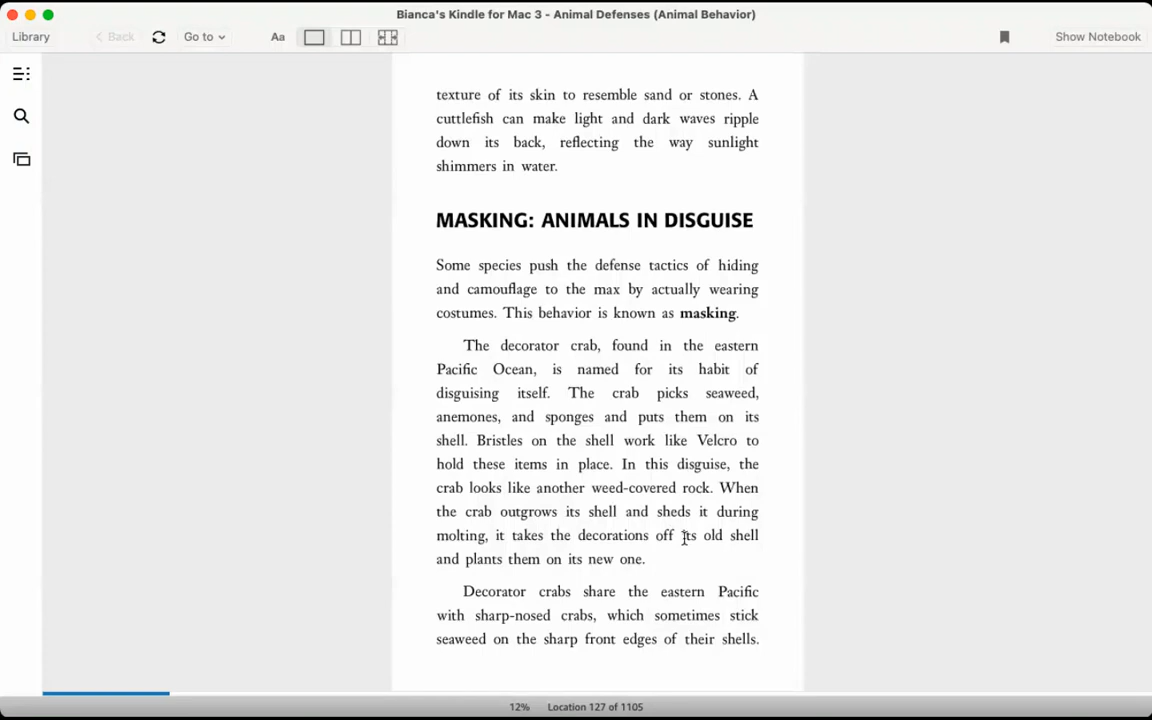 Bianca's Kindle for Mac 3 - Animal Defenses (Animal Behavior)
Library
Back
Go to
Aa
Show Notebook
texture of its skin to resemble sand or stones. A
cuttlefish can make light and dark waves ripple
down its back, reflecting the way sunlight
shimmers in water.
MASKING: ANIMALS IN DISGUISE
Some species push the defense tactics of hiding
and camouflage to the max by actually wearing
costumes. This behavior is known as masking.
The decorator crab, found in the eastern
Pacific Ocean, is named for its habit of
disguising itself. The crab picks seaweed,
anemones, and sponges and puts them on its
shell. Bristles on the shell work like Velcro to
hold these items in place. In this disguise, the
crab looks like another weed-covered rock. When
the crab outgrows its shell and sheds it during
molting, it takes the decorations off its old shell
and plants them on its new one.
Decorator crabs share the eastern Pacific
with sharp-nosed crabs, which sometimes stick
seaweed on the sharp front edges of their shells.
12% Location 127 of 1105